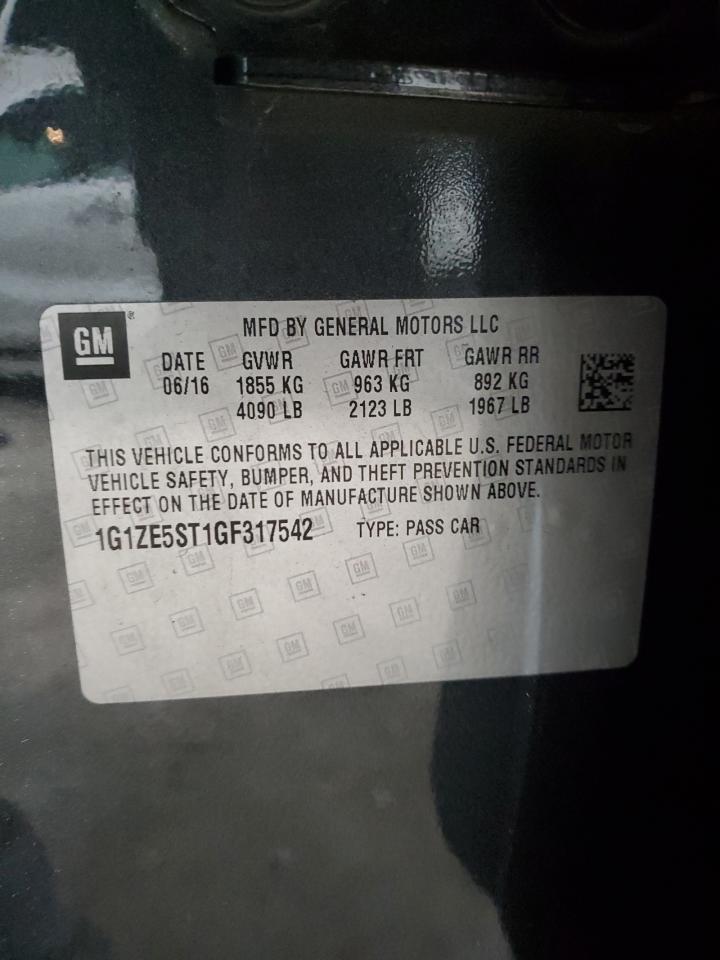 GM ® MFD BY GENERAL MOTORS LLC
DATE GVWR GAWR FRT GAWR RR
06/16 1855 KG 963 KG 892 KG
4090 LB 2123 LB 1967 LB
THIS VEHICLE CONFORMS TO ALL APPLICABLE U.S. FEDERAL MOTOR
VEHICLE SAFETY, BUMPER, AND THEFT PREVENTION STANDARDS IN
EFFECT ON THE DATE OF MANUFACTURE SHOWN ABOVE.
1G1ZE5ST1GF317542 TYPE: PASS CAR